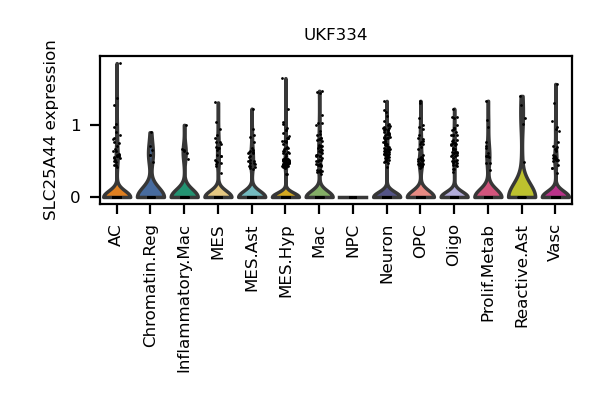 UKF334
SLC25A44 expression
1
0
AC
Chromatin.Reg
Inflammatory.Mac
MES
MES.Ast
MES.Hyp
Mac
NPC
Neuron
OPC
Oligo
Prolif.Metab
Reactive.Ast
Vasc